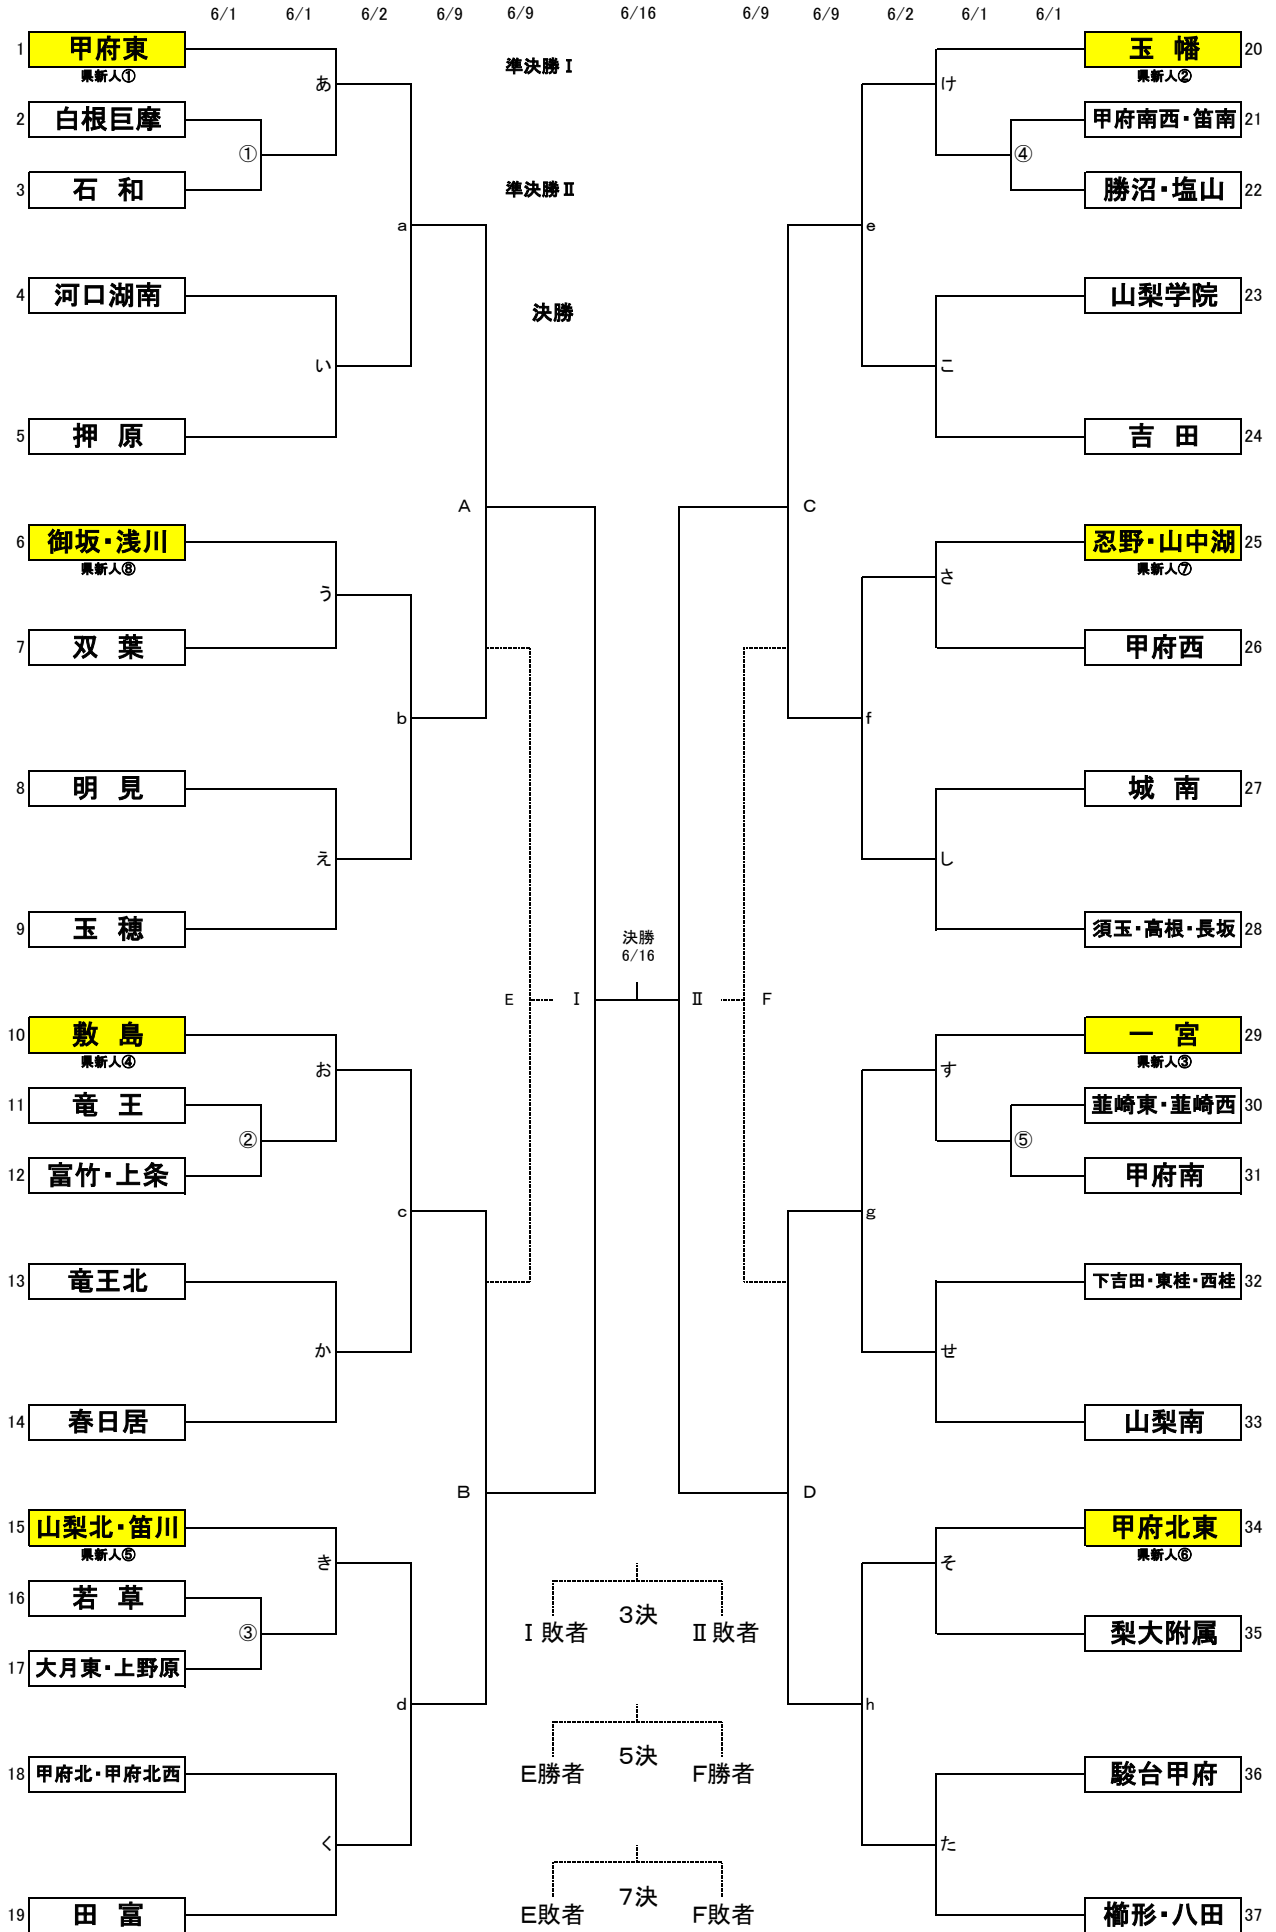 6/1 6/1 6/2 6/9 6/9 6/16 6/9 6/9 6/2 6/1 6/1
1 甲府東
県新人①
あ
2 白根巨摩
①
3 石 和
a
4 河口湖南
い
5 押 原
A
6 御坂・浅川
県新人⑧
う
7 双 葉
b
8 明 見
え
9 玉 穂
10 敷 島
県新人④
お
11 竜 王
②
12 富竹・上条
c
13 竜王北
か
14 春日居
B
15 山梨北・笛川
県新人⑤
き
16 若 草
③
17 大月東・上野原
d
18 甲府北・甲府北西
く
19 田 富
準決勝Ⅰ
準決勝Ⅱ
決勝
決勝
6/16
E Ⅰ Ⅱ F
3決
Ⅰ敗者 Ⅱ敗者
5決
E勝者 F勝者
7決
E敗者 F敗者
玉 幡 20
県新人②
け
甲府南西・笛南 21
④
勝沼・塩山 22
e
山梨学院 23
こ
吉 田 24
C
忍野・山中湖 25
県新人⑦
さ
甲府西 26
f
城 南 27
し
須玉・高根・長坂 28
一 宮 29
県新人③
す
韮崎東・韮崎西 30
⑤
甲府南 31
g
下吉田・東桂・西桂 32
せ
山梨南 33
D
甲府北東 34
県新人⑥
そ
梨大附属 35
h
駿台甲府 36
た
櫛形・八田 37